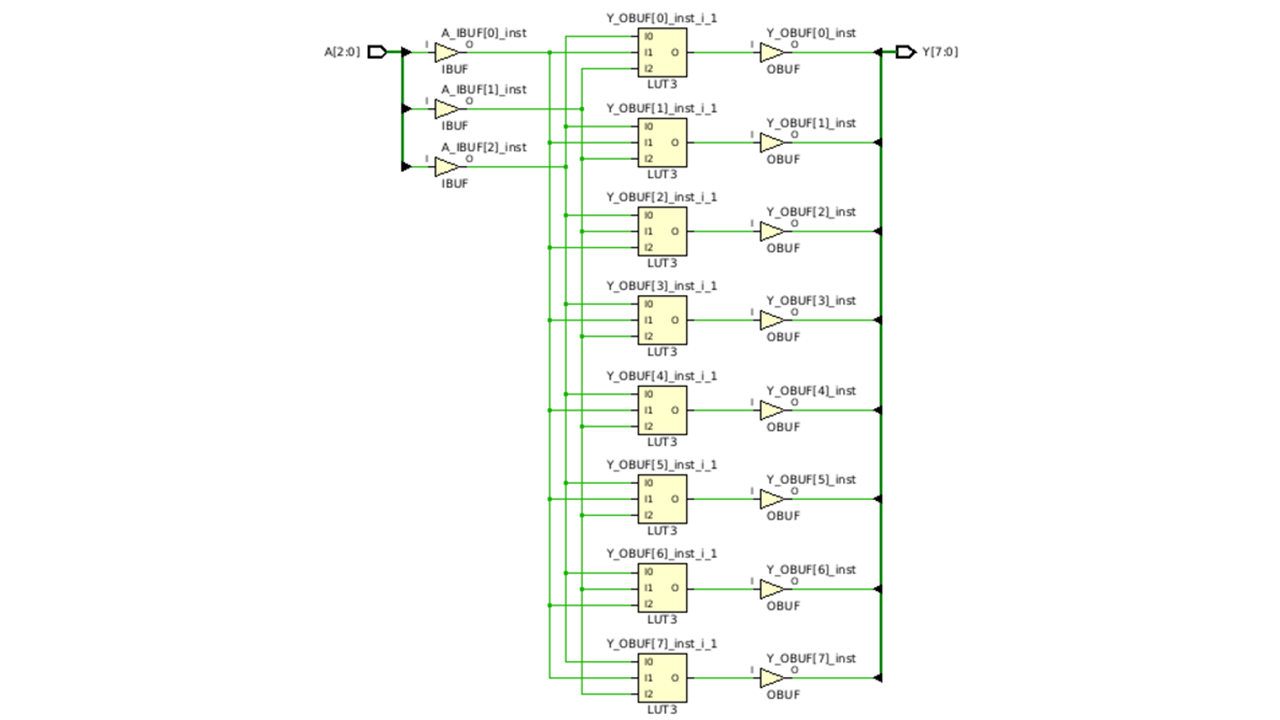 A[2:0]
A_IBUF[0]_inst
I
O
IBUF
A_IBUF[1]_inst
I
O
IBUF
A_IBUF[2]_inst
I
O
IBUF
Y_OBUF[0]_inst_i_1
I0
I1
O
I2
LUT3
Y_OBUF[0]_inst
I
O
OBUF
Y[7:0]
Y_OBUF[1]_inst_i_1
I0
I1
O
I2
LUT3
Y_OBUF[1]_inst
I
O
OBUF
Y_OBUF[2]_inst_i_1
I0
I1
O
I2
LUT3
Y_OBUF[2]_inst
I
O
OBUF
Y_OBUF[3]_inst_i_1
I0
I1
O
I2
LUT3
Y_OBUF[3]_inst
I
O
OBUF
Y_OBUF[4]_inst_i_1
I0
I1
O
I2
LUT3
Y_OBUF[4]_inst
I
O
OBUF
Y_OBUF[5]_inst_i_1
I0
I1
O
I2
LUT3
Y_OBUF[5]_inst
I
O
OBUF
Y_OBUF[6]_inst_i_1
I0
I1
O
I2
LUT3
Y_OBUF[6]_inst
I
O
OBUF
Y_OBUF[7]_inst_i_1
I0
I1
O
I2
LUT3
Y_OBUF[7]_inst
I
O
OBUF